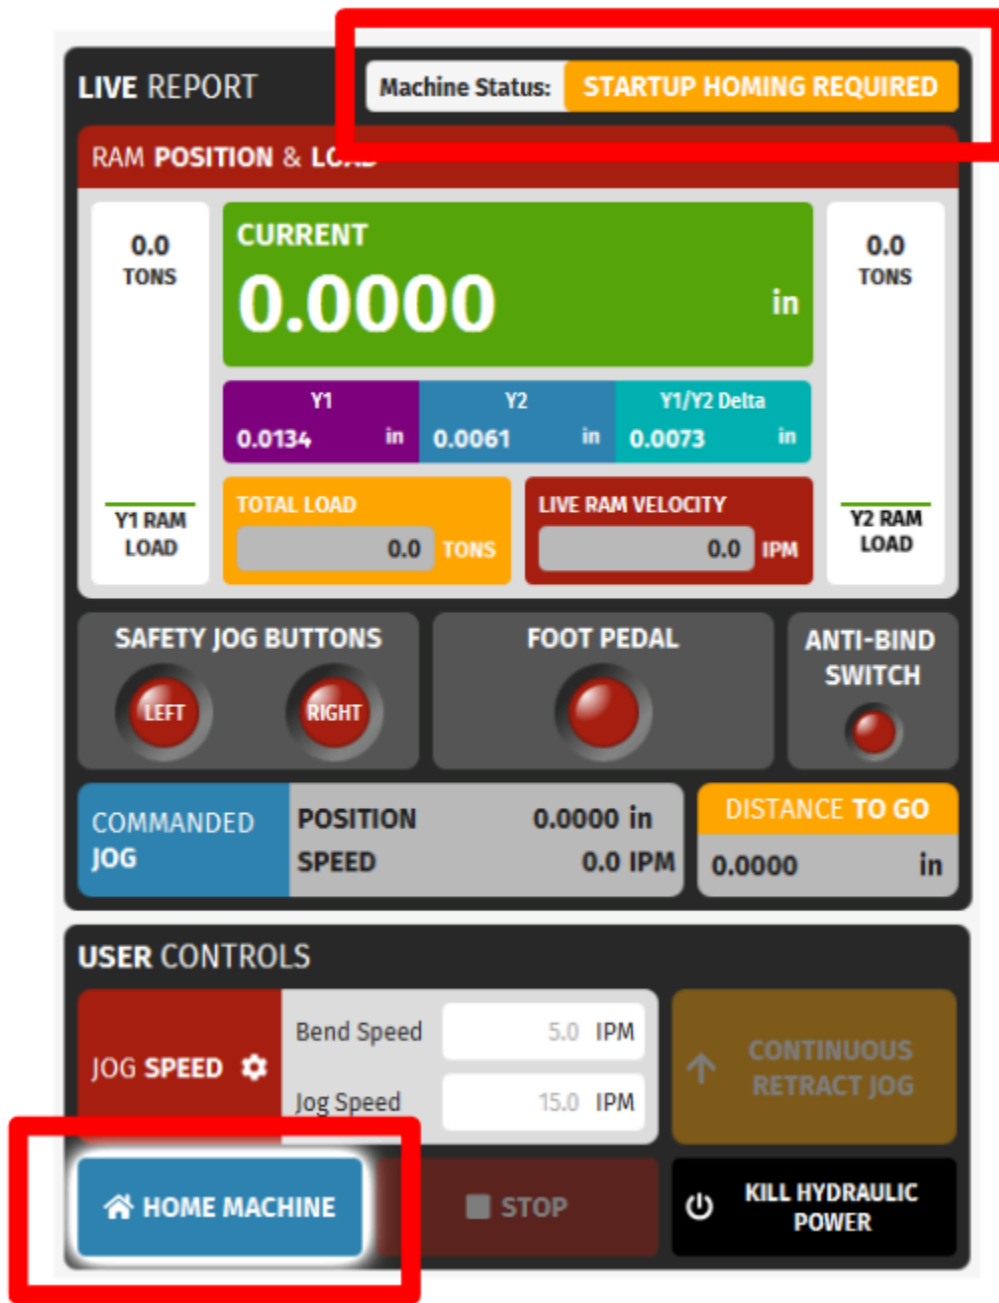 LIVE REPORT
Machine Status: STARTUP HOMING REQUIRED
RAM POSITION & LOAD
0.0
TONS
CURRENT
0.0000 in
0.0
TONS
Y1
0.0134 in
Y2
0.0061 in
Y1/Y2 Delta
0.0073 in
Y1 RAM
LOAD
TOTAL LOAD
0.0 TONS
LIVE RAM VELOCITY
0.0 IPM
Y2 RAM
LOAD
SAFETY JOG BUTTONS
LEFT
RIGHT
FOOT PEDAL
ANTI-BIND
SWITCH
COMMANDED
JOG
POSITION 0.0000 in
SPEED 0.0 IPM
DISTANCE TO GO
0.0000 in
USER CONTROLS
JOG SPEED
Bend Speed 5.0 IPM
Jog Speed 15.0 IPM
CONTINUOUS
RETRACT JOG
HOME MACHINE
STOP
KILL HYDRAULIC
POWER